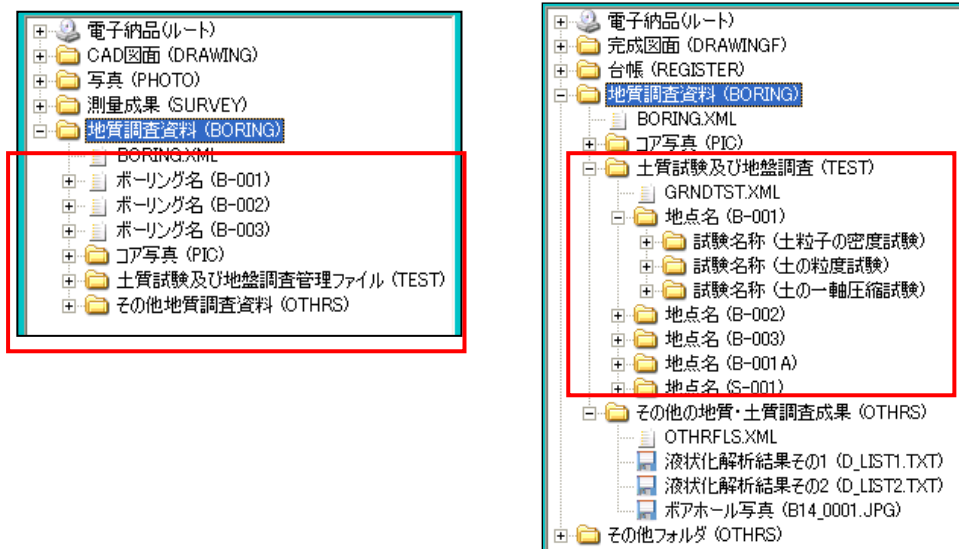 電子納品(ルート)
CAD図面 (DRAWING)
写真 (PHOTO)
測量成果 (SURVEY)
地質調査資料 (BORING)
BORING.XML
ボーリング名 (B-001)
ボーリング名 (B-002)
ボーリング名 (B-003)
コア写真 (PIC)
土質試験及び地盤調査管理ファイル (TEST)
その他地質調査資料 (OTHRS)
電子納品(ルート)
完成図面 (DRAWINGF)
台帳 (REGISTER)
地質調査資料 (BORING)
BORING.XML
コア写真 (PIC)
土質試験及び地盤調査 (TEST)
GRNDTST.XML
地点名 (B-001)
試験名称 (土粒子の密度試験)
試験名称 (土の粒度試験)
試験名称 (土の一軸圧縮試験)
地点名 (B-002)
地点名 (B-003)
地点名 (B-001A)
地点名 (S-001)
その他の地質・土質調査成果 (OTHRS)
OTHRFLS.XML
液状化解析結果その1 (D_LIST1.TXT)
液状化解析結果その2 (D_LIST2.TXT)
ボアホール写真 (B14_0001.JPG)
その他フォルダ (OTHRS)